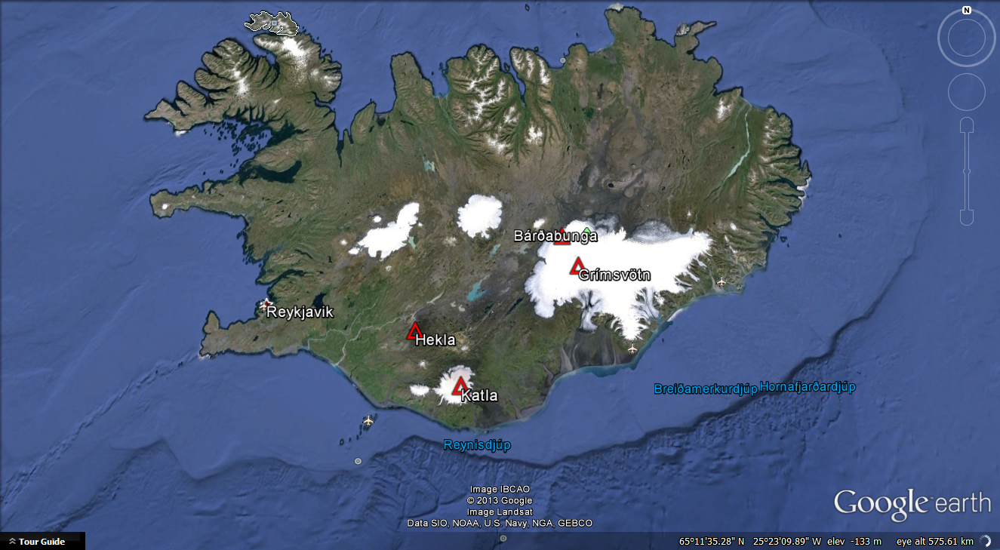 N
Bárðabunga
Grímsvötn
Reykjavik
Hekla
Katla
Breiðamerkurdjúp
Hornafjarðardjúp
Reynisdjúp
Image IBCAO
© 2013 Google
Image Landsat
Data SIO, NOAA, U.S. Navy, NGA, GEBCO
Google earth
Tour Guide
65°11'35.28" N 25°23'09.89" W elev -133 m eye alt 575.61 km